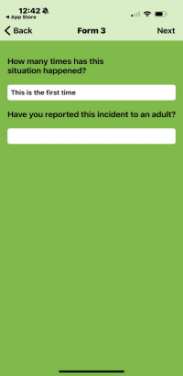 12:42
App Store
Back Form 3 Next
How many times has this
situation happened?
This is the first time
Have you reported this incident to an adult?